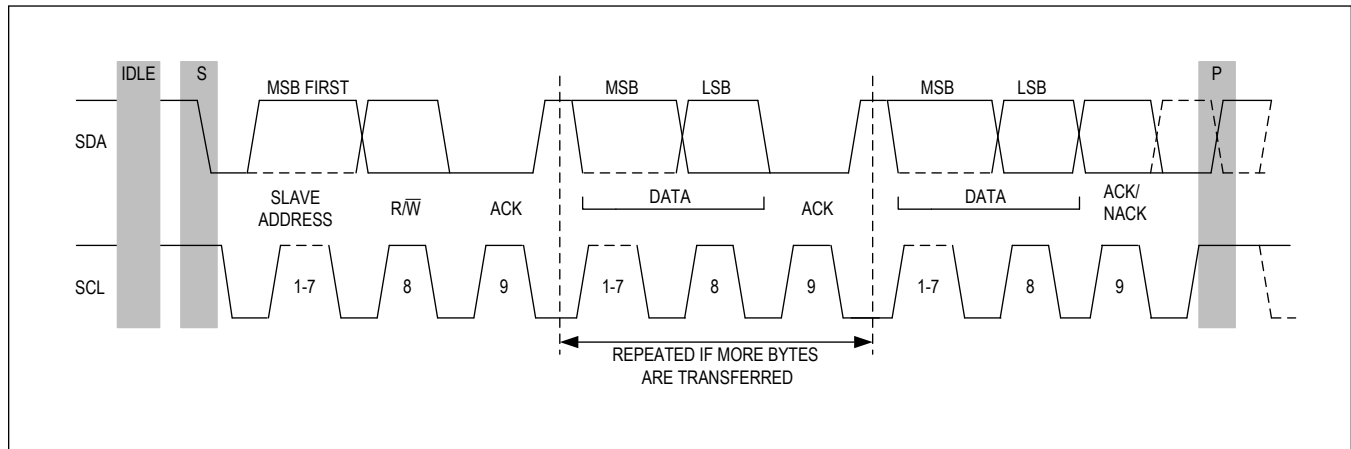 IDLE
S
P
MSB FIRST
MSB
LSB
MSB
LSB
SDA
SLAVE
ADDRESS
R/W̅
ACK
DATA
ACK
DATA
ACK/
NACK
SCL
1-7
8
9
1-7
8
9
1-7
8
9
REPEATED IF MORE BYTES
ARE TRANSFERRED